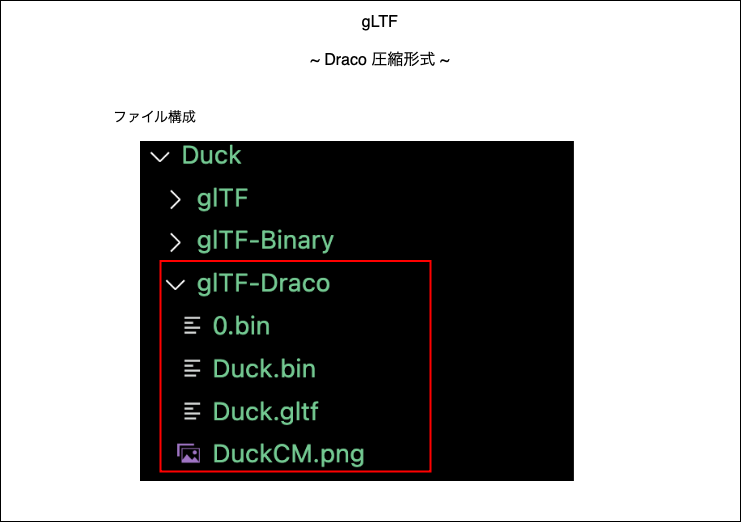 gLTF
~ Draco 圧縮形式 ~
ファイル構成
Duck
glTF
glTF-Binary
glTF-Draco
0.bin
Duck.bin
Duck.gltf
DuckCM.png